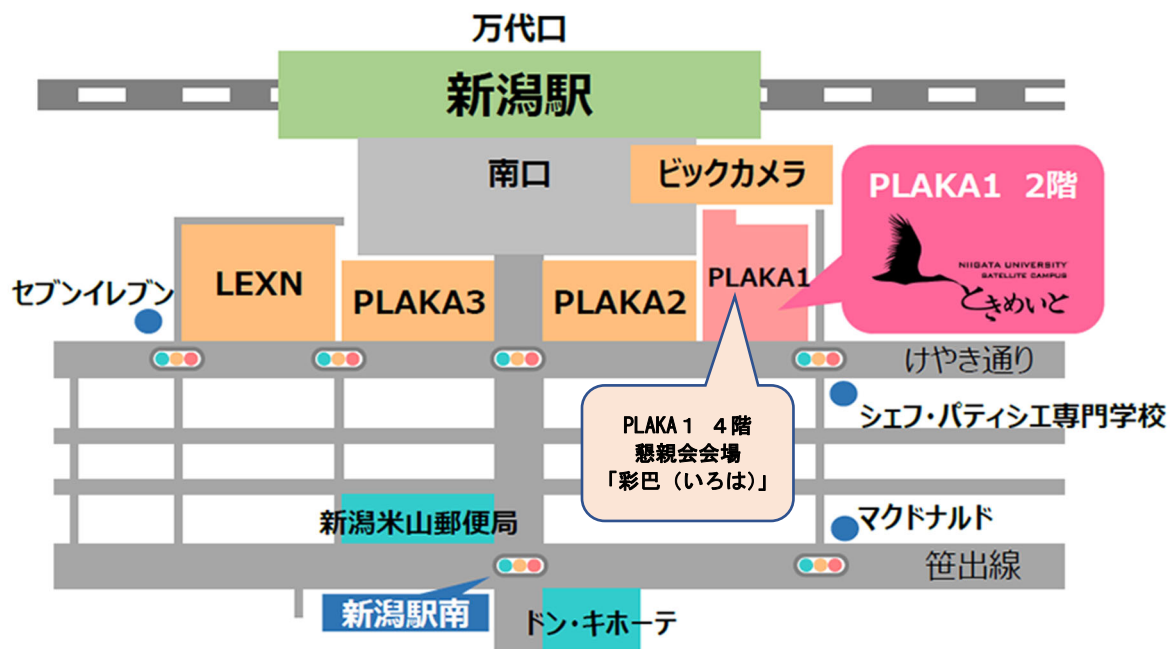 万代口
新潟駅
南口
ビックカメラ
PLAKA1 2階
NIIGATA UNIVERSITY
SATELLITE CAMPUS
ときめいと
セブンイレブン
LEXN
PLAKA3
PLAKA2
PLAKA1
けやき通り
PLAKA1 4階
懇親会会場
「彩巴（いろは）」
シェフ・パティシエ専門学校
新潟米山郵便局
マクドナルド
笹出線
新潟駅南
ドン・キホーテ